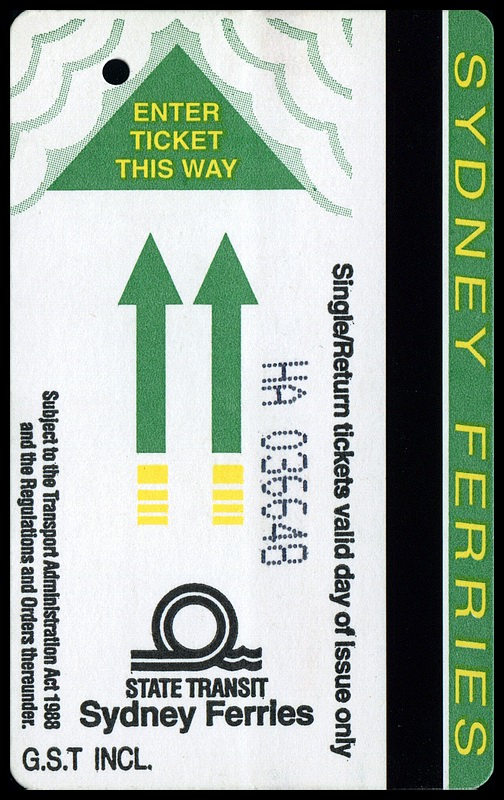 ENTER
TICKET
THIS WAY
SYDNEY FERRIES
Single/Return tickets valid day of issue only
HA 036648
Subject to the Transport Administration Act 1988
and the Regulations and Orders thereunder.
STATE TRANSIT
Sydney Ferries
G.S.T INCL.